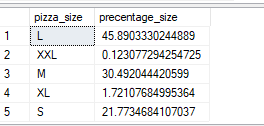 pizza_size precentage_size
1 L 45.8903330244889
2 XXL 0.123077294254725
3 M 30.492044420599
4 XL 1.72107684995364
5 S 21.7734684107037